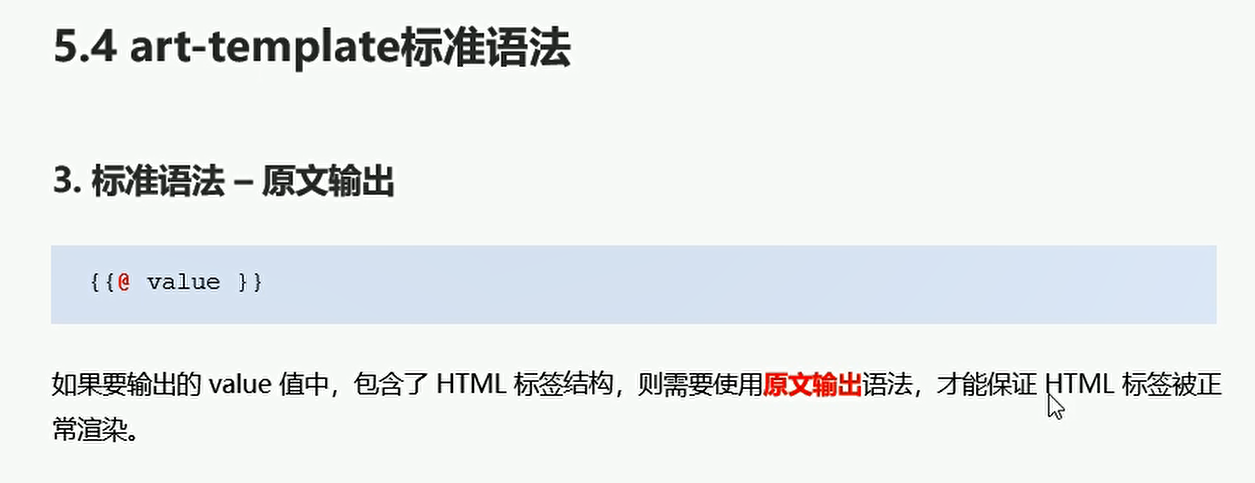 5.4 art-template标准语法
3. 标准语法 – 原文输出
{{@ value }}
如果要输出的 value 值中，包含了 HTML 标签结构，则需要使用原文输出语法，才能保证 HTML 标签被正
常渲染。